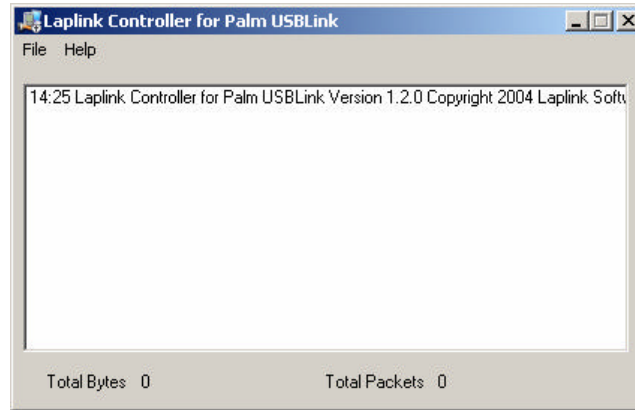 Laplink Controller for Palm USBLink
File Help
14:25 Laplink Controller for Palm USBLink Version 1.2.0 Copyright 2004 Laplink
Total Bytes 0 Total Packets 0